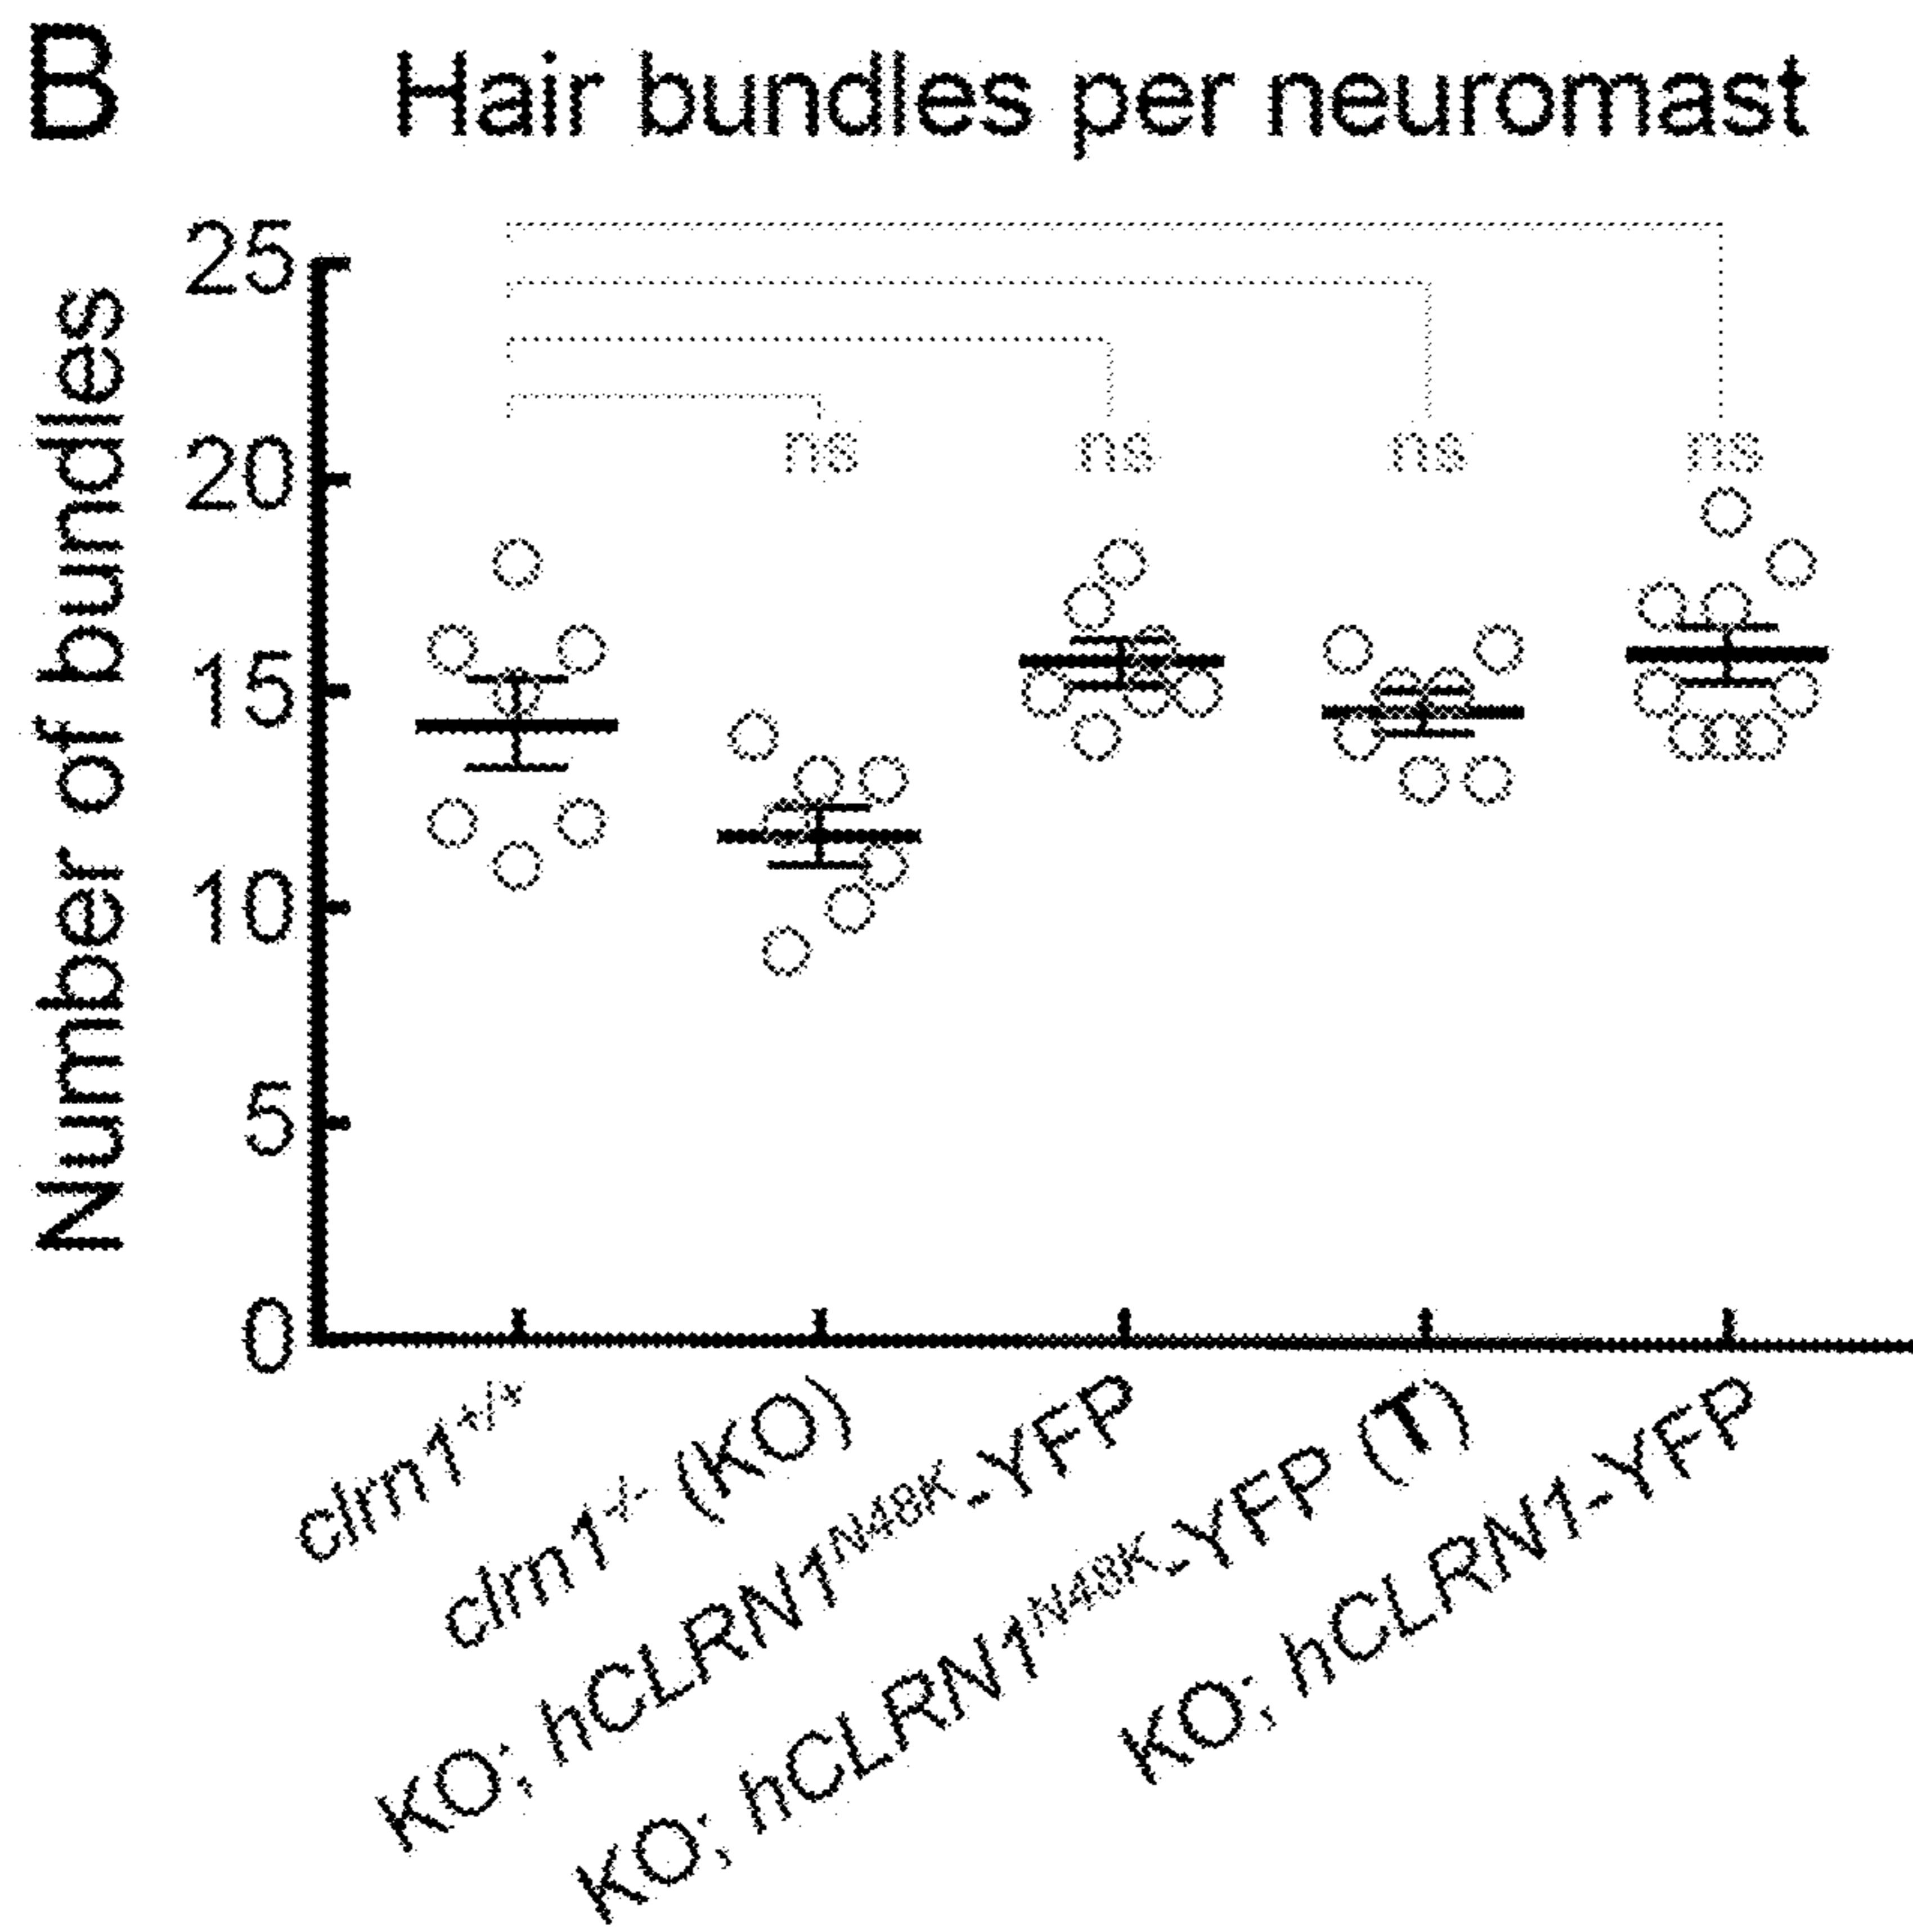 B
Hair bundles per neuromast
Number of bundles
25
20
15
10
5
0
ns ns ns ns
clrn1+/+
clrn1-/- (KO)
KO; hCLRN1N48K-YFP
KO; hCLRN1N48K-YFP (T)
KO; hCLRN1-YFP